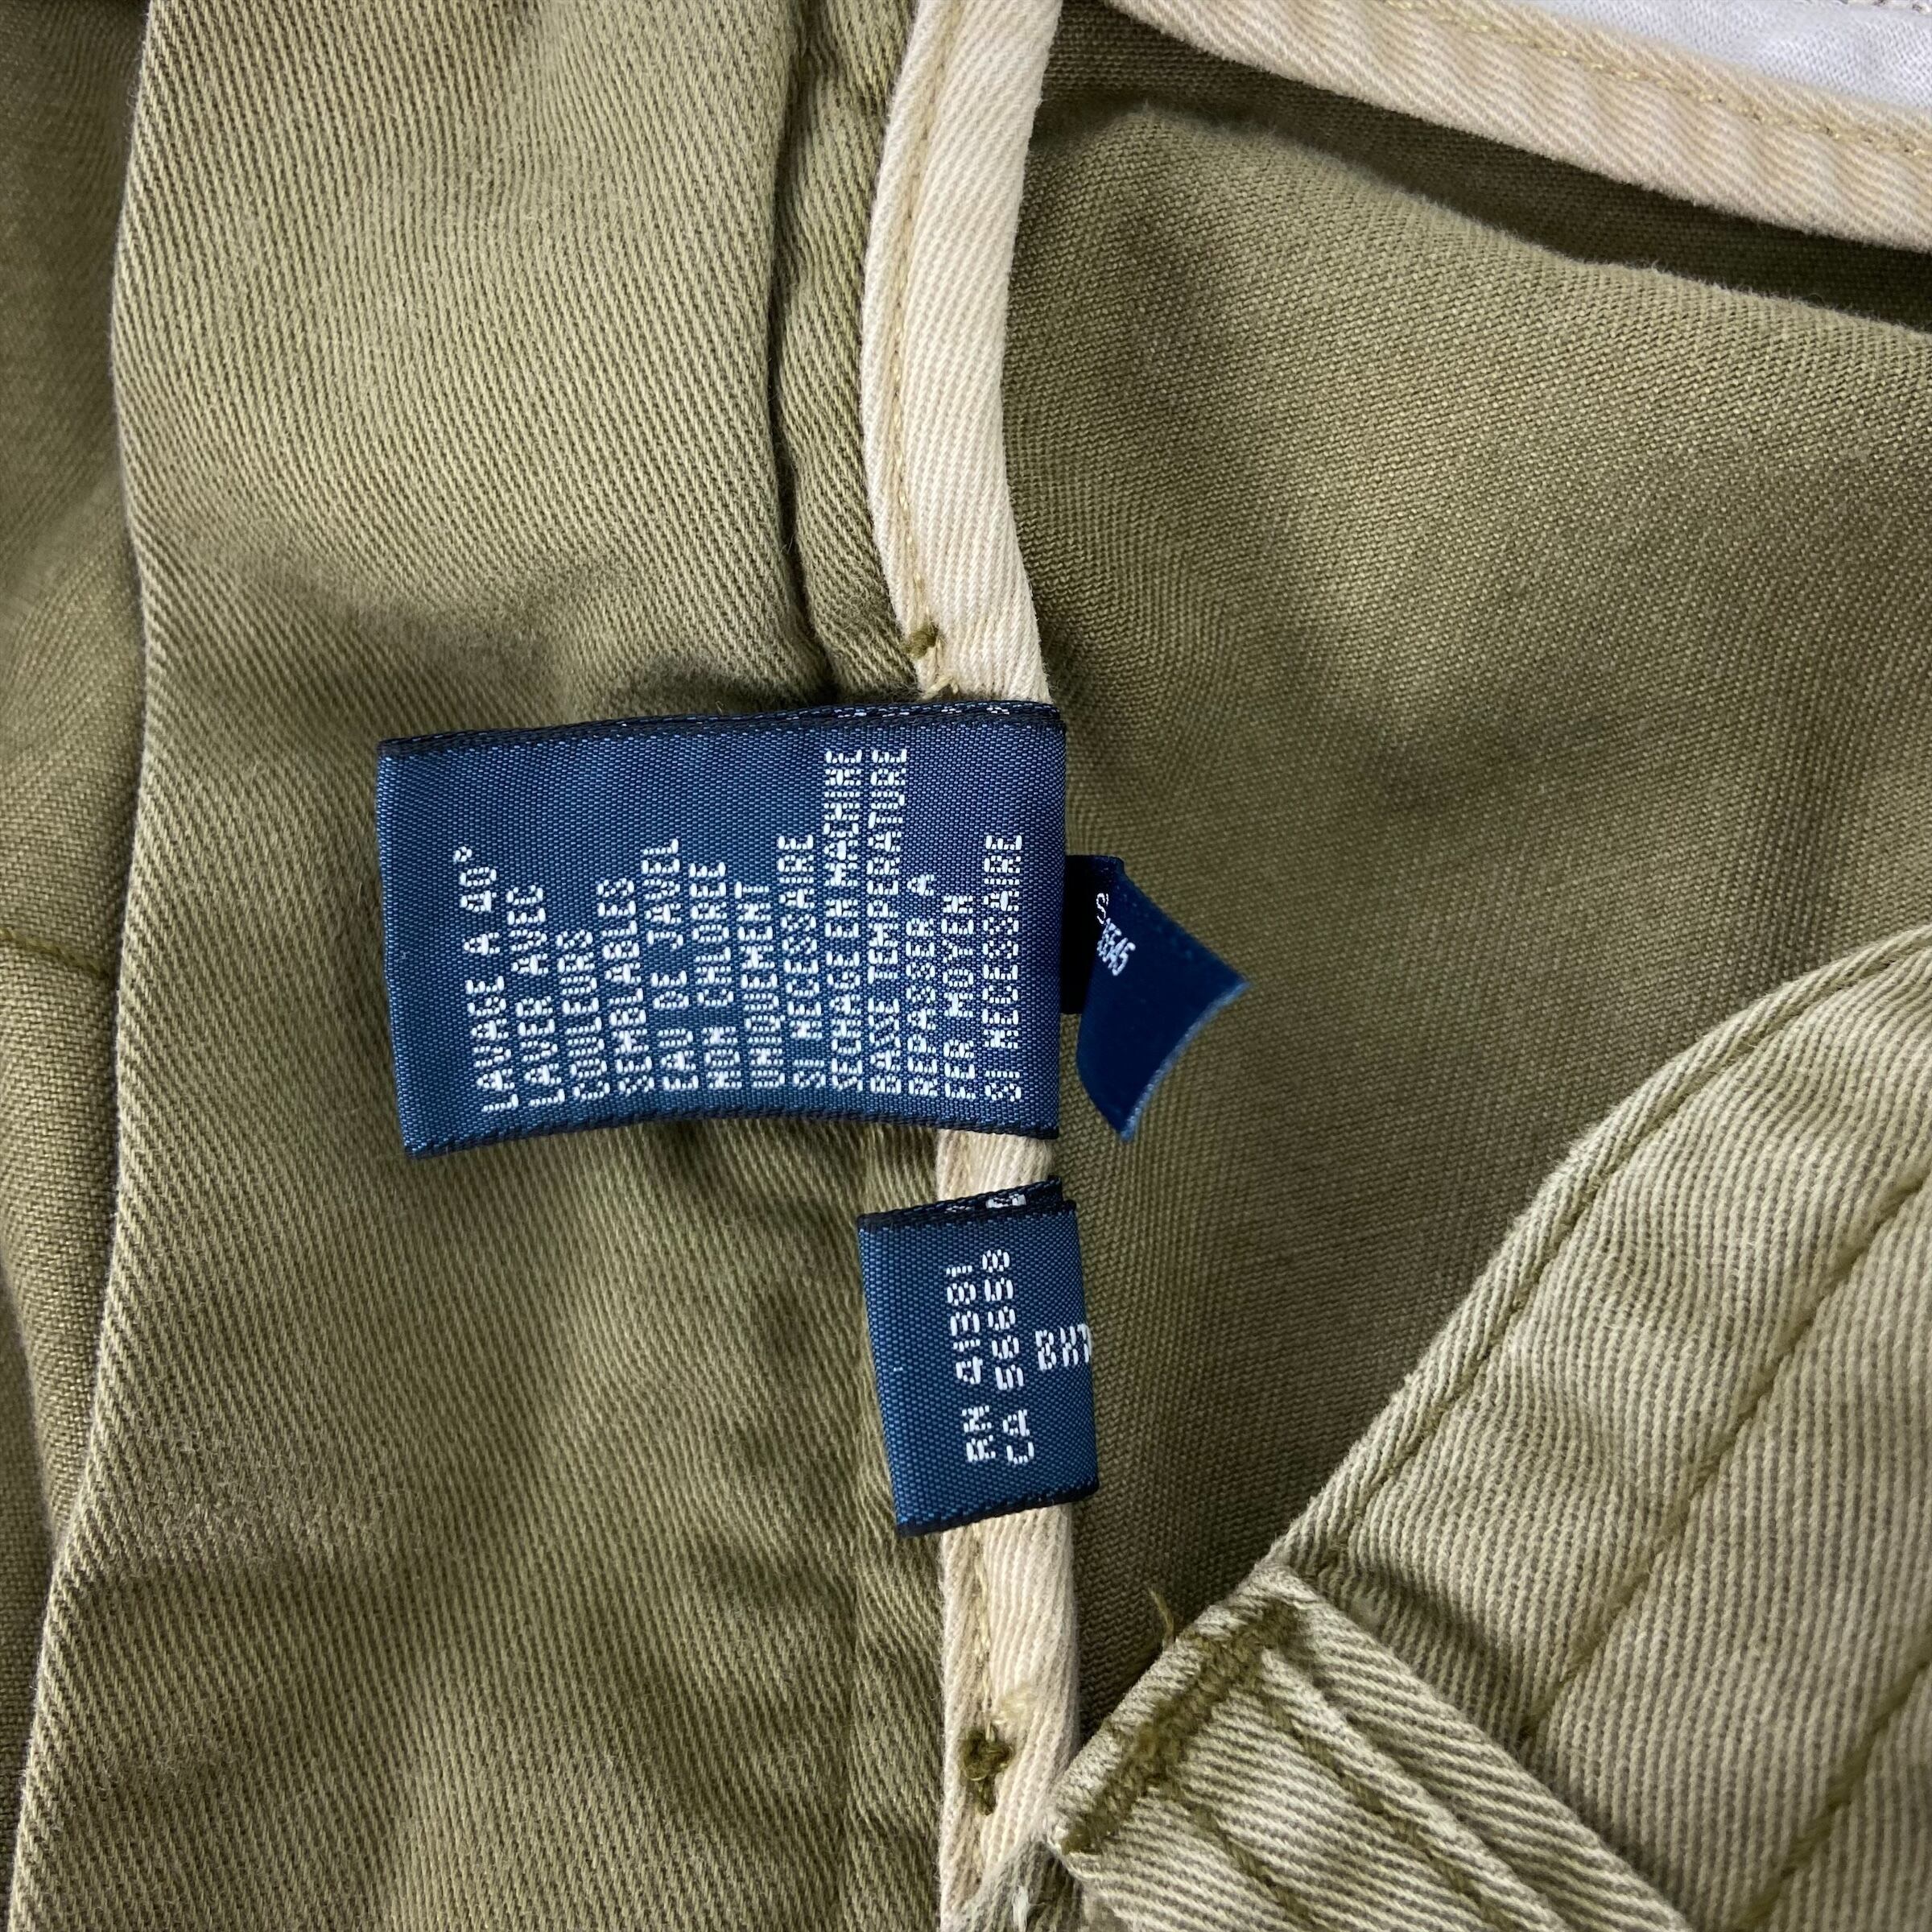 LAVAGE A 40°
LAVER AVEC
COULEURS
SEMBLABLES
EAU DE JAVEL
NON CHLOREE
UNIQUEMENT
SI NECESSAIRE
SECHAGE EN MACHINE
BASE TEMPERATURE
REPASSER A
FER MOYEN
SI NECESSAIRE
RN 41381
CA 56658